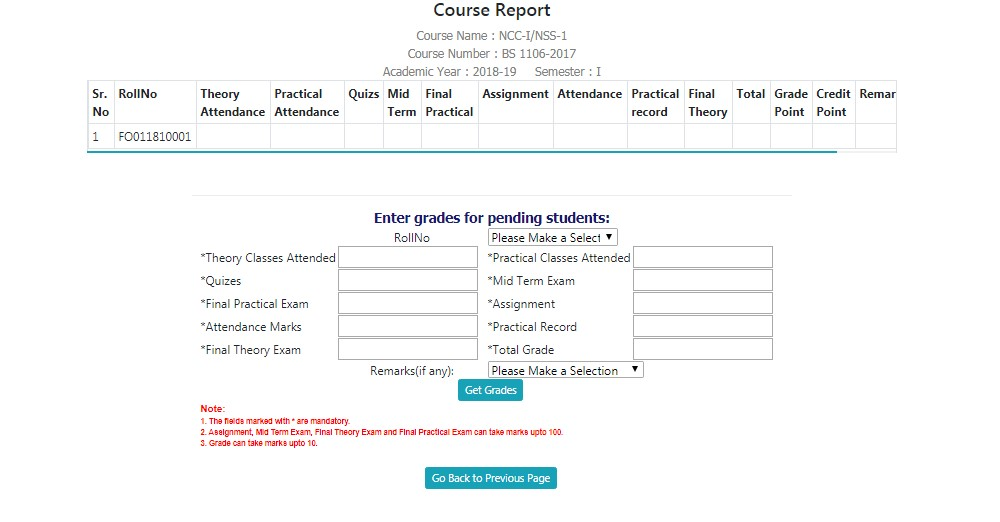 Course Report
Course Name : NCC-I/NSS-1
Course Number : BS 1106-2017
Academic Year : 2018-19 Semester : I
Sr. No RollNo Theory Attendance Practical Attendance Quizs Mid Term Final Practical Assignment Attendance Practical record Final Theory Total Grade Point Credit Point Remar
1 FO011810001
Enter grades for pending students:
RollNo Please Make a Select
*Theory Classes Attended *Practical Classes Attended
*Quizes *Mid Term Exam
*Final Practical Exam *Assignment
*Attendance Marks *Practical Record
*Final Theory Exam *Total Grade
Remarks(if any): Please Make a Selection
Get Grades
Note:
1. The fields marked with * are mandatory.
2. Assignment, Mid Term Exam, Final Theory Exam and Final Practical Exam can take marks upto 100.
3. Grade can take marks upto 10.
Go Back to Previous Page